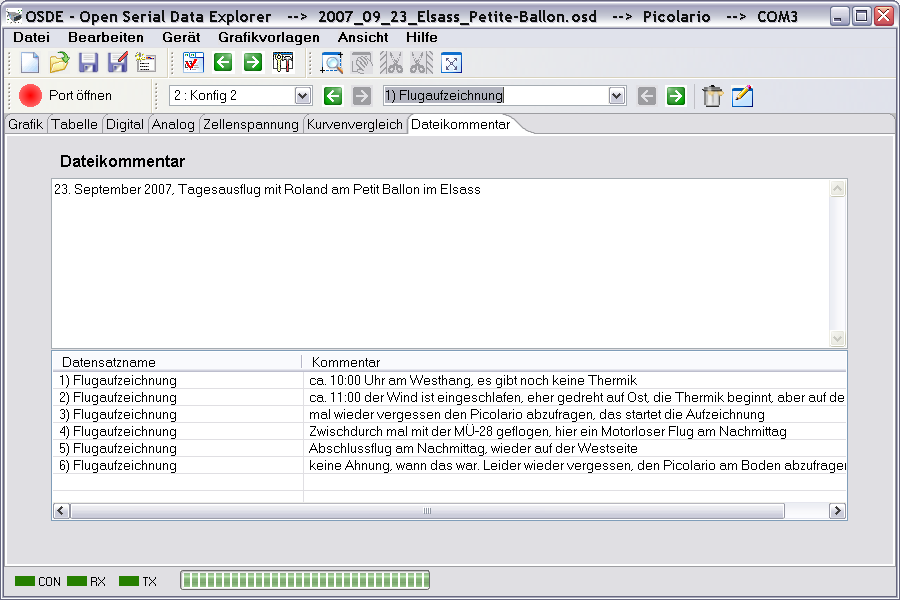 OSDE - Open Serial Data Explorer --> 2007_09_23_Elsass_Petite-Ballon.osd --> Picolario --> COM3
Datei Bearbeiten Gerät Grafikvorlagen Ansicht Hilfe
Port öffnen 2 : Konfig 2 1) Flugaufzeichnung
Grafik Tabelle Digital Analog Zellenspannung Kurvenvergleich Dateikommentar
Dateikommentar
23. September 2007, Tagesausflug mit Roland am Petit Ballon im Elsass
Datensatzname Kommentar
1) Flugaufzeichnung ca. 10:00 Uhr am Westhang, es gibt noch keine Thermik
2) Flugaufzeichnung ca. 11:00 der Wind ist eingeschlafen, eher gedreht auf Ost, die Thermik beginnt, aber auf de
3) Flugaufzeichnung mal wieder vergessen den Picolario abzufragen, das startet die Aufzeichnung
4) Flugaufzeichnung Zwischdurch mal mit der MÜ-28 geflogen, hier ein Motorloser Flug am Nachmittag
5) Flugaufzeichnung Abschlussflug am Nachmittag, wieder auf der Westseite
6) Flugaufzeichnung keine Ahnung, wann das war. Leider wieder vergessen, den Picolario am Boden abzufragen
CON RX TX